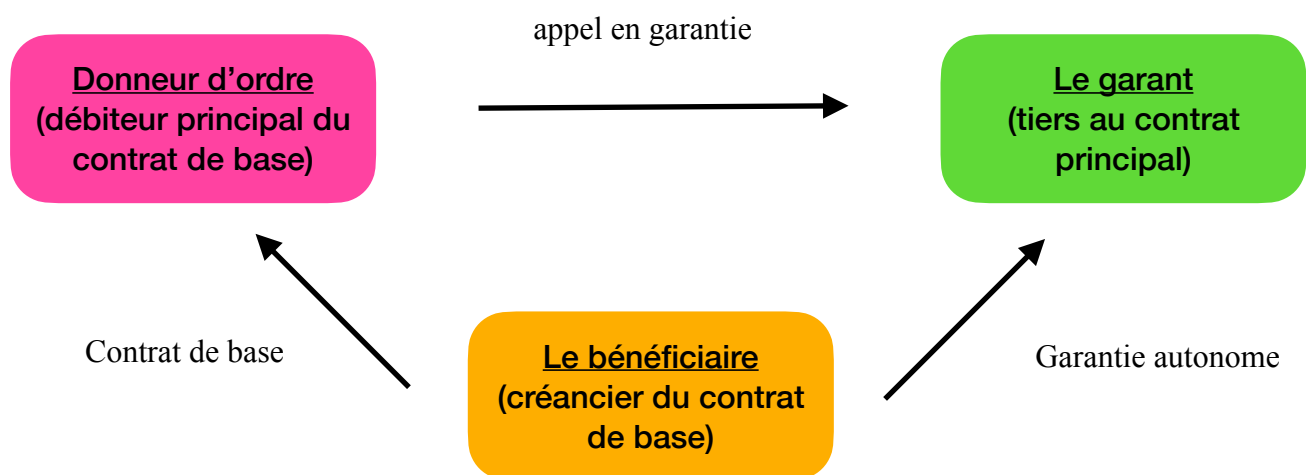 appel en garantie
Donneur d’ordre
(débiteur principal du
contrat de base)
Le garant
(tiers au contrat
principal)
Contrat de base
Le bénéficiaire
(créancier du contrat
de base)
Garantie autonome